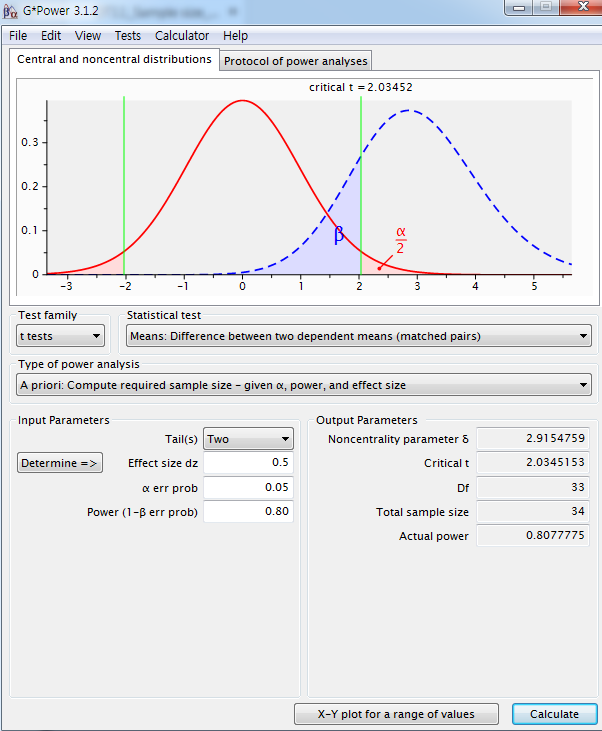 G*Power 3.1.2
File Edit View Tests Calculator Help
Central and noncentral distributions Protocol of power analyses
critical t = 2.03452
0.3
0.2
0.1
0
β
α
2
-3 -2 -1 0 1 2 3 4 5
Test family Statistical test
t tests Means: Difference between two dependent means (matched pairs)
Type of power analysis
A priori: Compute required sample size - given α, power, and effect size
Input Parameters Output Parameters
Tail(s) Two Noncentrality parameter δ 2.9154759
Determine => Effect size dz 0.5 Critical t 2.0345153
α err prob 0.05 Df 33
Power (1-β err prob) 0.80 Total sample size 34
Actual power 0.8077775
X-Y plot for a range of values Calculate